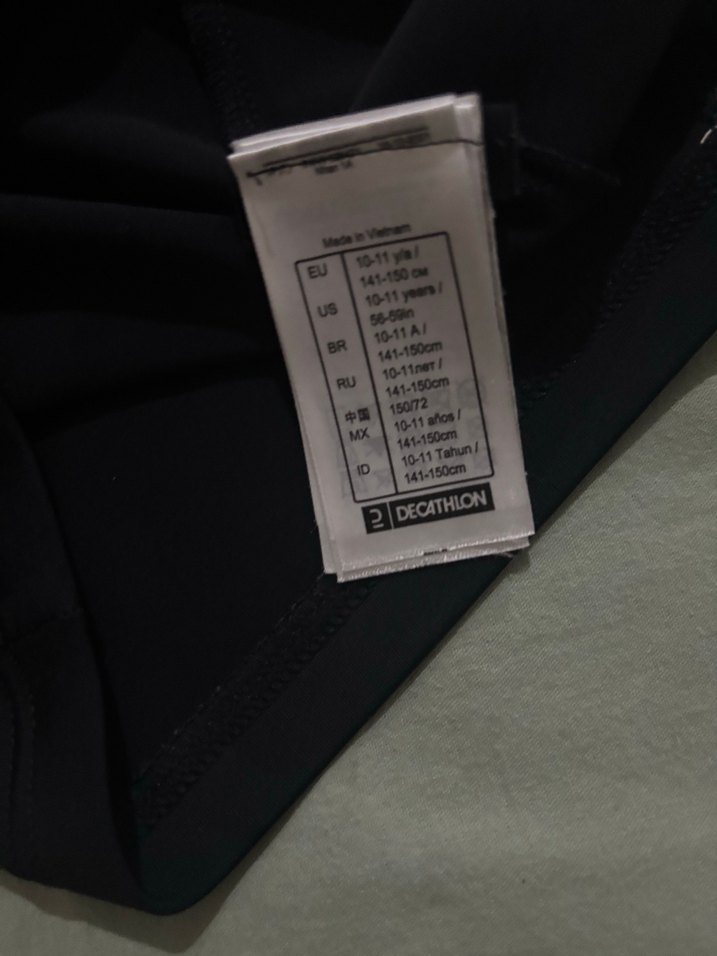 Made in Vietnam
EU 10-11 y/a /
141-150 см
US 10-11 years /
56-59in
BR 10-11 A /
141-150cm
RU 10-11лет /
141-150cm
中国 150/72
MX 10-11 años /
141-150cm
ID 10-11 Tahun /
141-150cm
DECATHLON